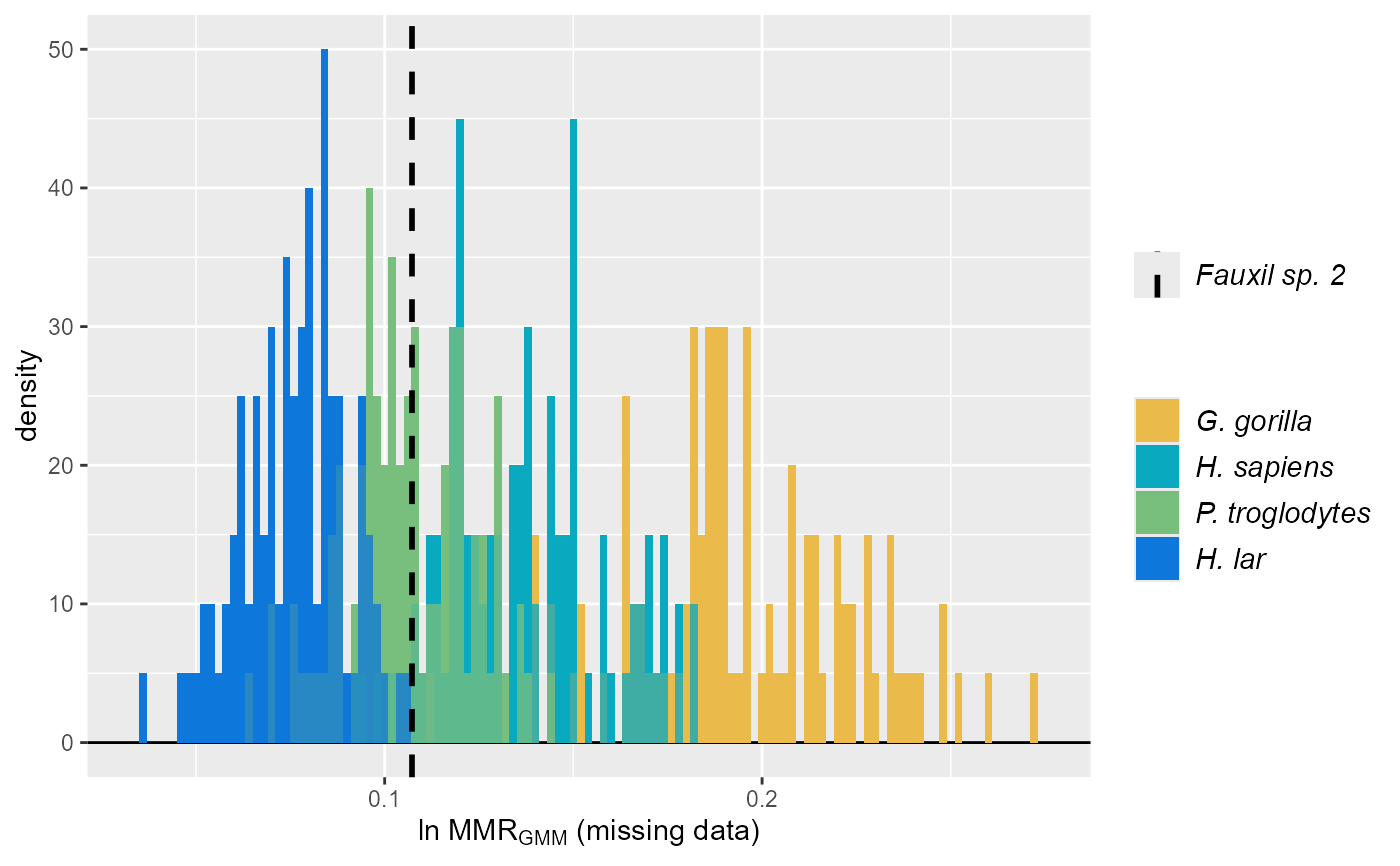 50
40
30
20
10
0
density
0.1
0.2
ln MMR_GMM (missing data)
Fauxil sp. 2
G. gorilla
H. sapiens
P. troglodytes
H. lar